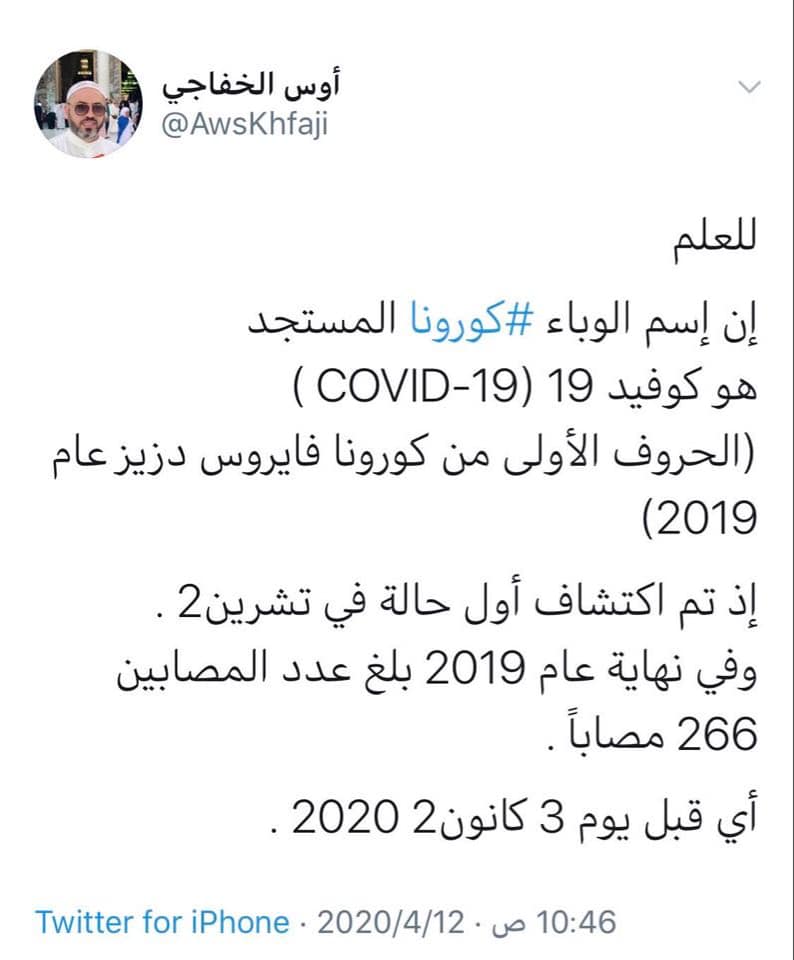 أوس الخفاجي
@AwsKhfaji
للعلم
إن إسم الوباء #كورونا المستجد
هو كوفيد 19 (COVID-19 )
(الحروف الأولى من كورونا فايروس دزيز عام
2019)
إذ تم اكتشاف أول حالة في تشرين2 .
وفي نهاية عام 2019 بلغ عدد المصابين
266 مصاباً .
أي قبل يوم 3 كانون2 2020 .
10:46 ص · 2020/4/12 · Twitter for iPhone